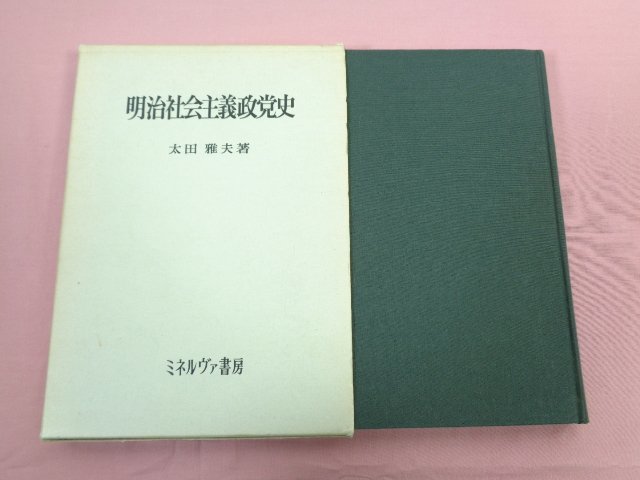 明治社会主義政党史
太田 雅夫著
ミネルヴァ書房